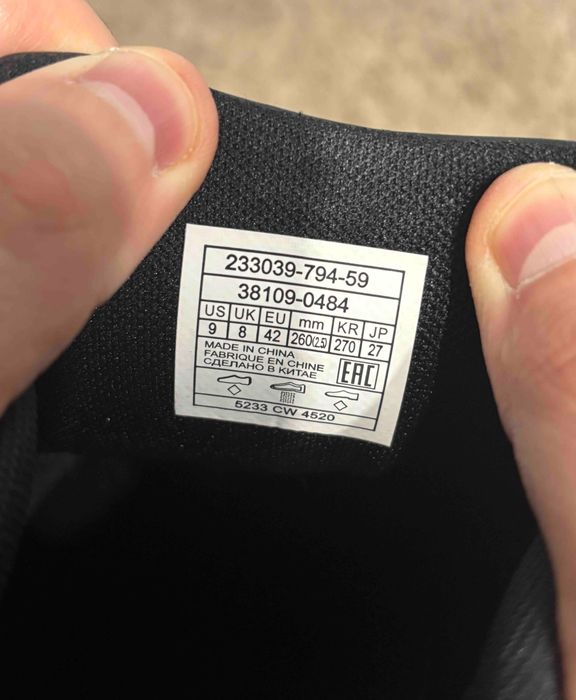 233039-794-59
38109-0484
US UK EU mm KR JP
9 8 42 260(2.5) 270 27
MADE IN CHINA
FABRIQUE EN CHINE
СДЕЛАНО В КИТАЕ
EAC
5233 CW 4520